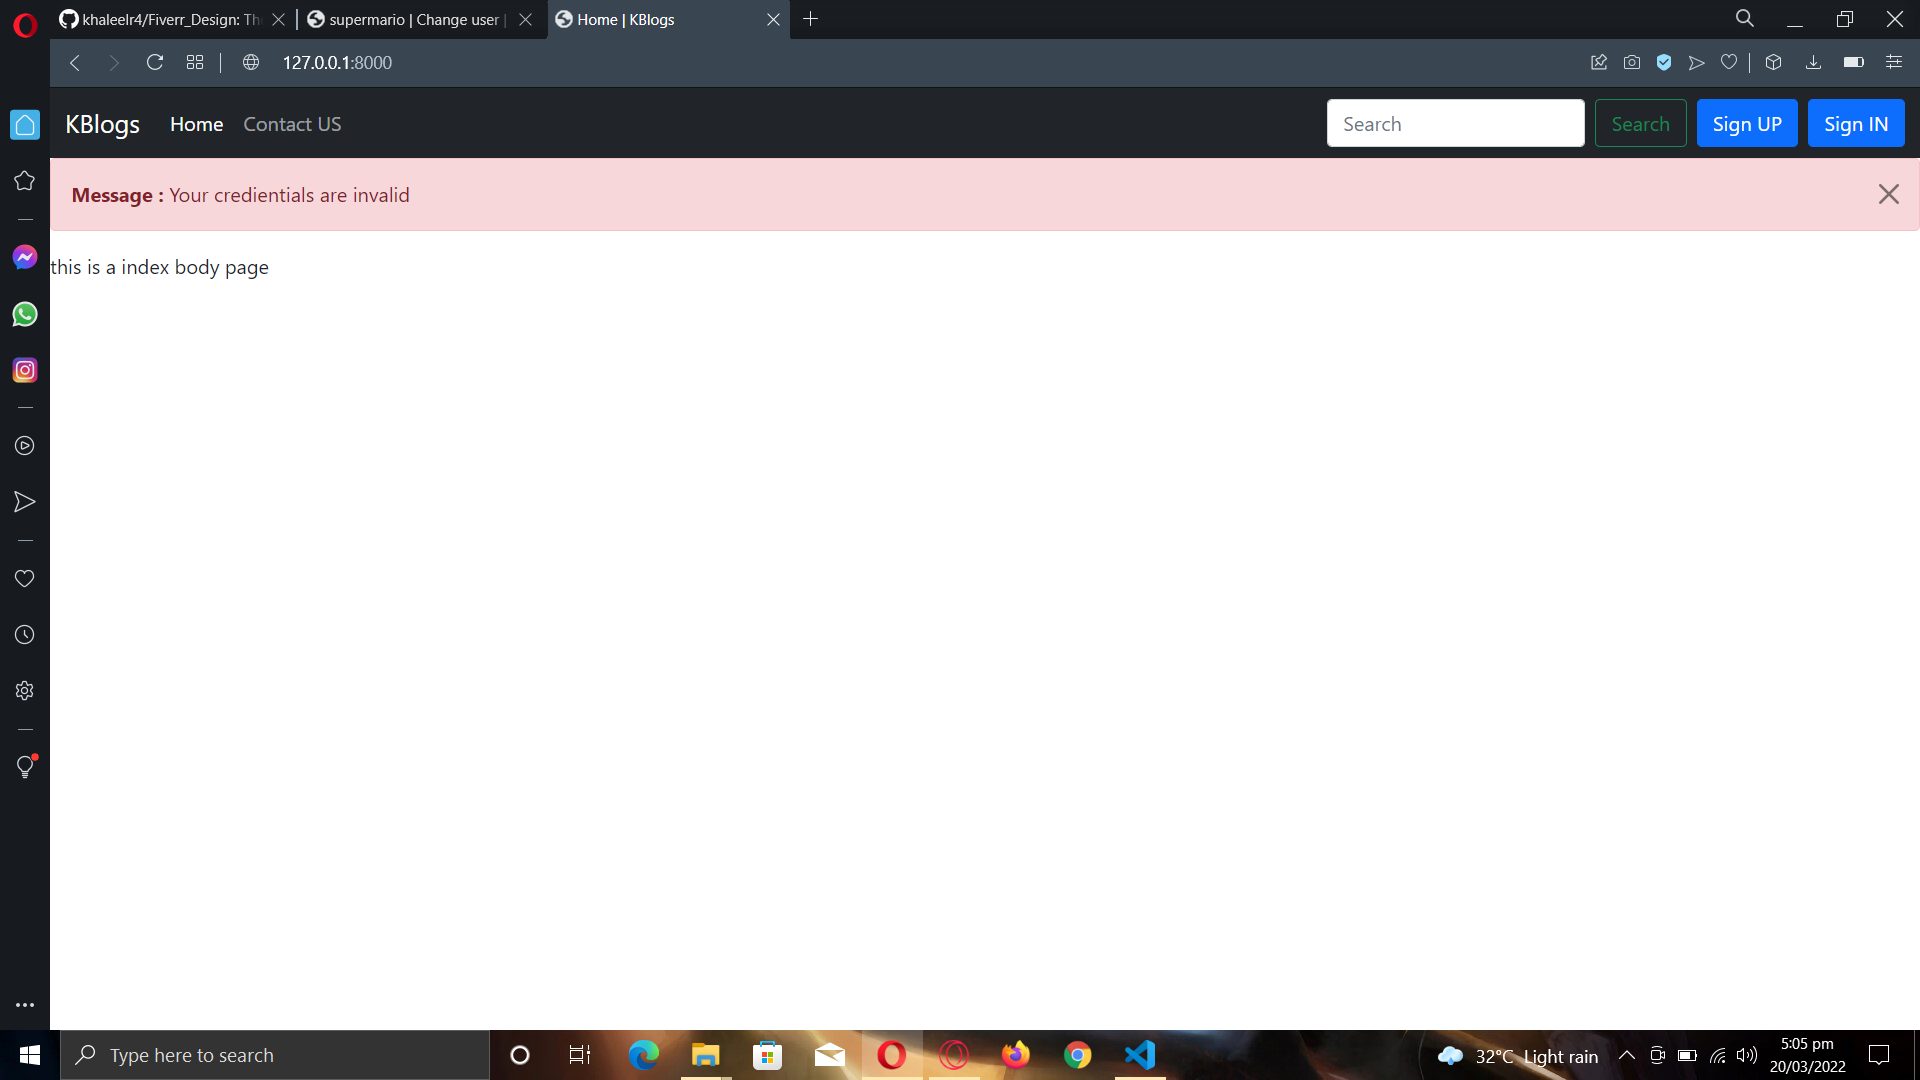 khaleelr4/Fiverr_Design: Th
supermario | Change user |
Home | KBlogs
127.0.0.1:8000
KBlogs
Home
Contact US
Search
Search
Sign UP
Sign IN
Message : Your credientials are invalid
this is a index body page
Type here to search
32°C Light rain
5:05 pm
20/03/2022